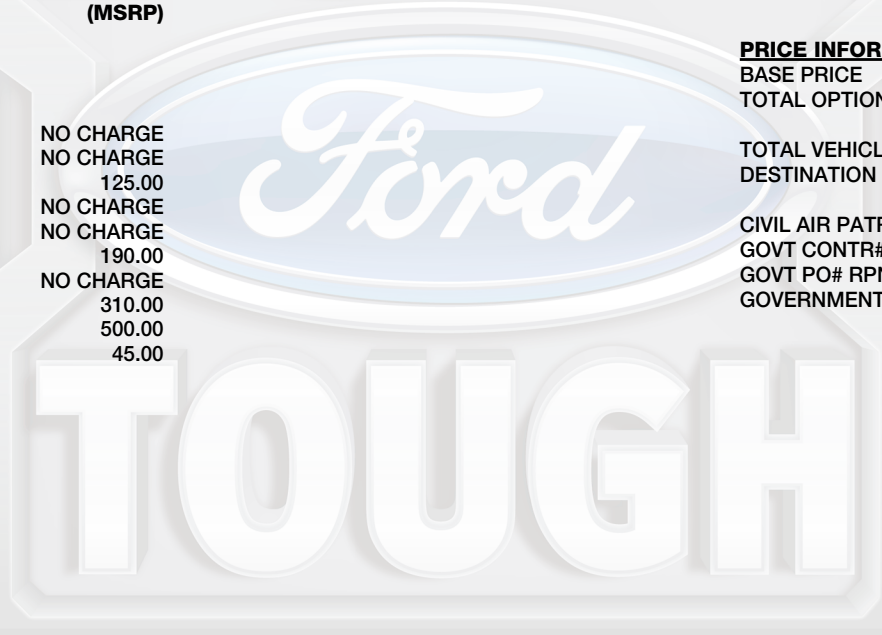 (MSRP)
NO CHARGE
NO CHARGE
125.00
NO CHARGE
NO CHARGE
190.00
NO CHARGE
310.00
500.00
45.00
PRICE INFOR
BASE PRICE
TOTAL OPTION
TOTAL VEHICL
DESTINATION
CIVIL AIR PATR
GOVT CONTR#
GOVT PO# RPN
GOVERNMENT
Ford
TOUGH